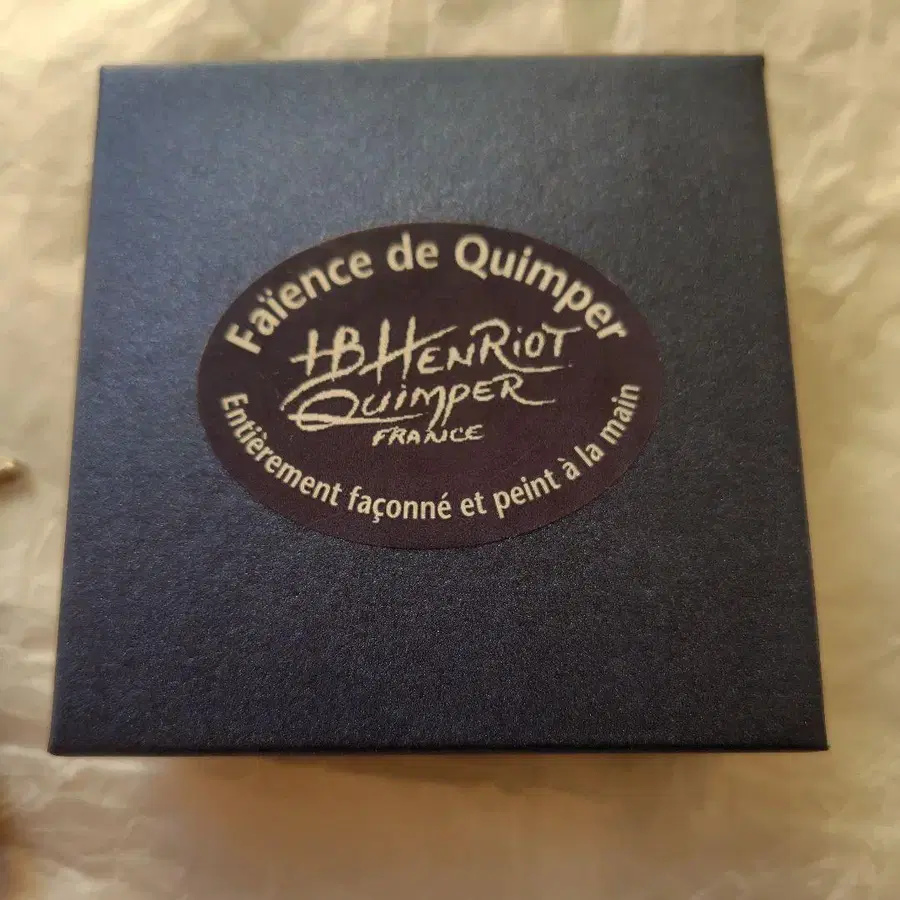 Faïence de Quimper
HB HENRIOT
QUIMPER
FRANCE
Entièrement façonné et peint à la main